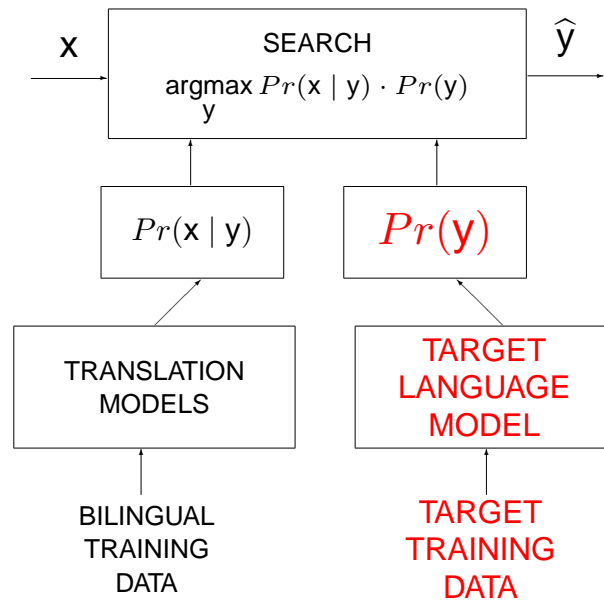 x
SEARCH
ŷ
argmax Pr(x | y) · Pr(y)
y
Pr(x | y)
Pr(y)
TRANSLATION
MODELS
TARGET
LANGUAGE
MODEL
BILINGUAL
TRAINING
DATA
TARGET
TRAINING
DATA